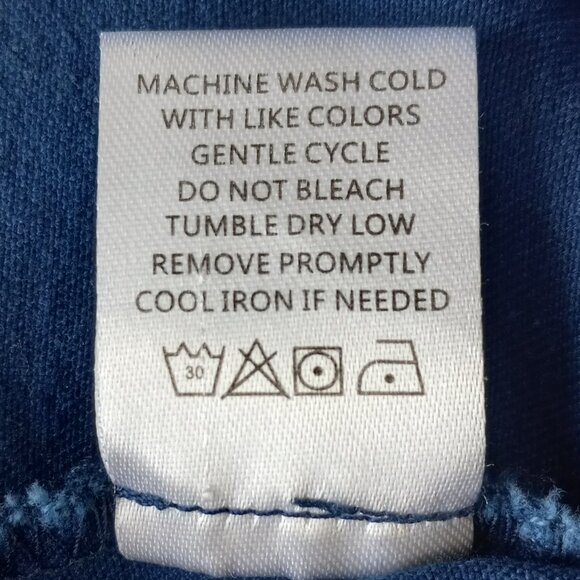 MACHINE WASH COLD
WITH LIKE COLORS
GENTLE CYCLE
DO NOT BLEACH
TUMBLE DRY LOW
REMOVE PROMPTLY
COOL IRON IF NEEDED
30